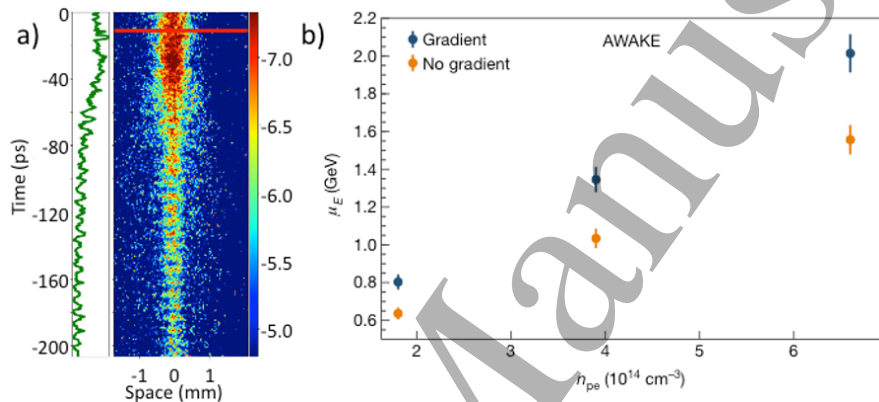 a)
0
-40
-80
-120
-160
-200
Time (ps)
-1 0 1
Space (mm)
-7.0
-6.5
-6.0
-5.5
-5.0
b)
Gradient
No gradient
AWAKE
2.2
2.0
1.8
1.6
1.4
1.2
1.0
0.8
0.6
μE (GeV)
2 3 4 5 6
npe (10¹⁴ cm⁻³)
Manus